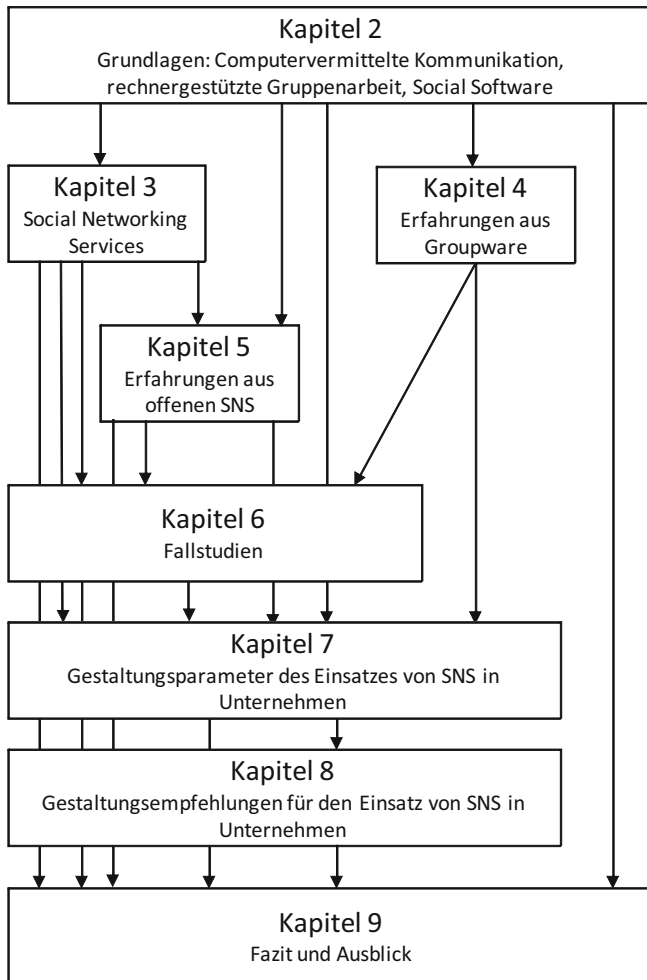 Kapitel 2
Grundlagen: Computervermittelte Kommunikation,
rechnergestützte Gruppenarbeit, Social Software
Kapitel 3
Social Networking
Services
Kapitel 4
Erfahrungen aus
Groupware
Kapitel 5
Erfahrungen aus
offenen SNS
Kapitel 6
Fallstudien
Kapitel 7
Gestaltungsparameter des Einsatzes von SNS in
Unternehmen
Kapitel 8
Gestaltungsempfehlungen für den Einsatz von SNS in
Unternehmen
Kapitel 9
Fazit und Ausblick